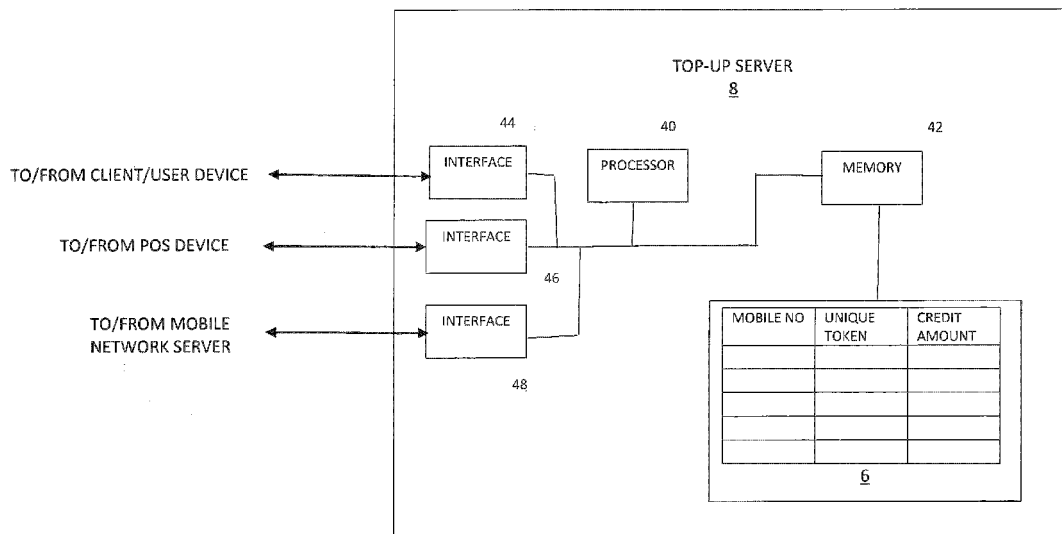 TOP-UP SERVER
8
44
40
42
INTERFACE
PROCESSOR
MEMORY
TO/FROM CLIENT/USER DEVICE
INTERFACE
TO/FROM POS DEVICE
46
INTERFACE
TO/FROM MOBILE
NETWORK SERVER
48
MOBILE NO
UNIQUE
TOKEN
CREDIT
AMOUNT
6